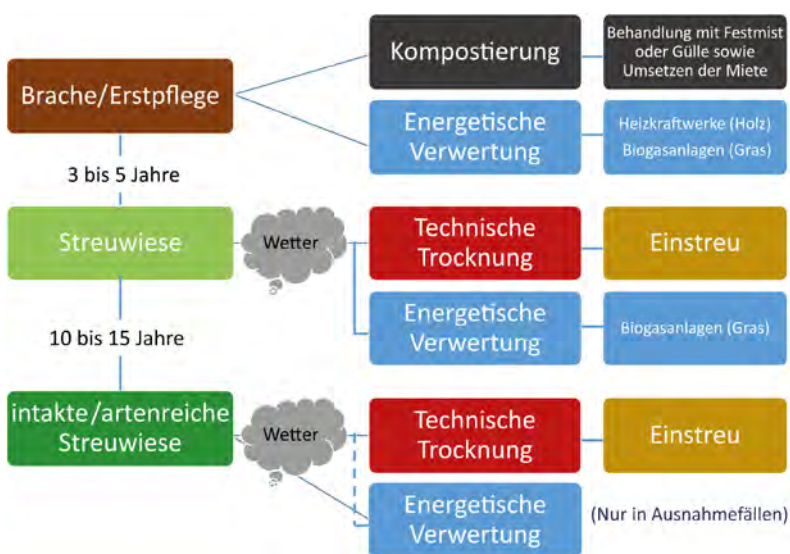 Brache/Erstpflege
Kompostierung
Behandlung mit Festmist
oder Gülle sowie
Umsetzen der Miete
Energetische
Verwertung
Heizkraftwerke (Holz)
Biogasanlagen (Gras)
3 bis 5 Jahre
Streuwiese
Wetter
Technische
Trocknung
Einstreu
Energetische
Verwertung
Biogasanlagen (Gras)
10 bis 15 Jahre
intakte/artenreiche
Streuwiese
Wetter
Technische
Trocknung
Einstreu
Energetische
Verwertung
(Nur in Ausnahmefällen)